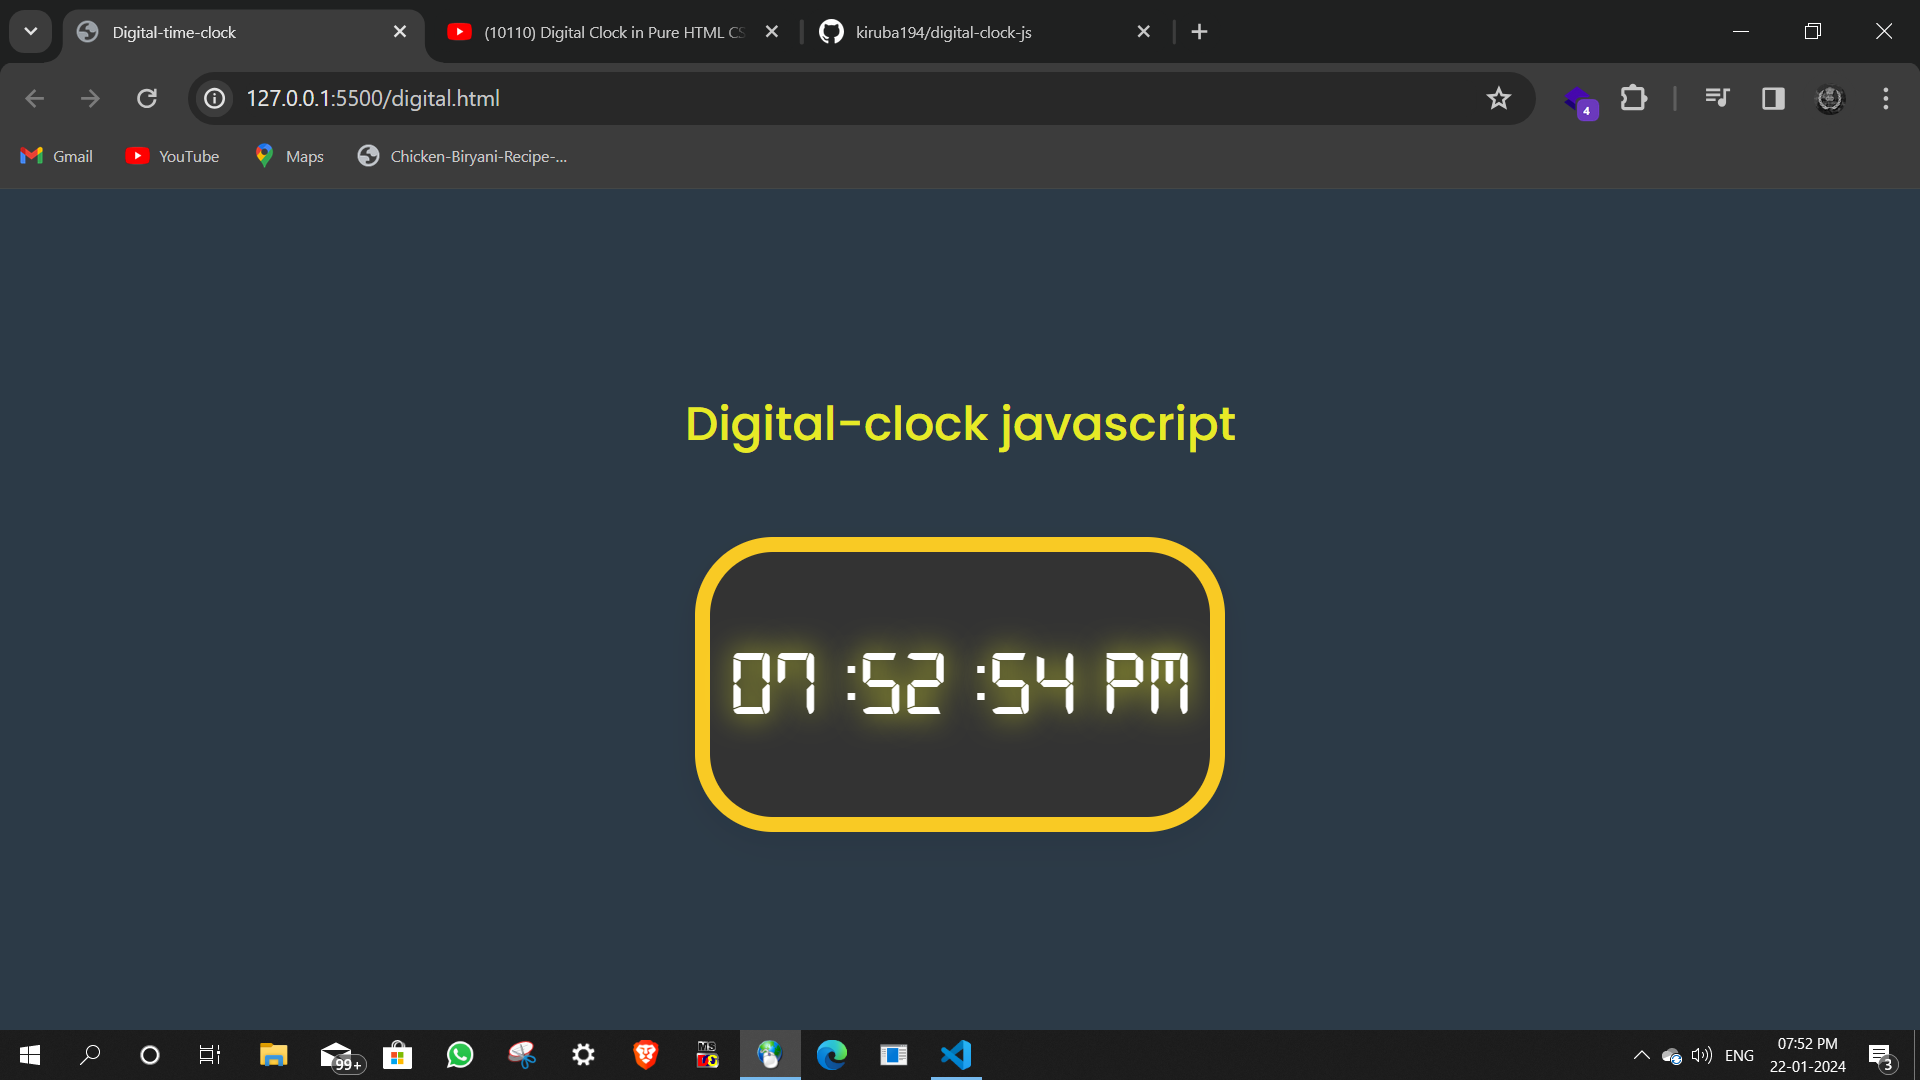 Digital-time-clock
(10110) Digital Clock in Pure HTML CS
kiruba194/digital-clock-js
127.0.0.1:5500/digital.html
4
Gmail
YouTube
Maps
Chicken-Biryani-Recipe-...
Digital-clock javascript
07 :52 :54 PM
99+
MS
ENG
07:52 PM
22-01-2024
3